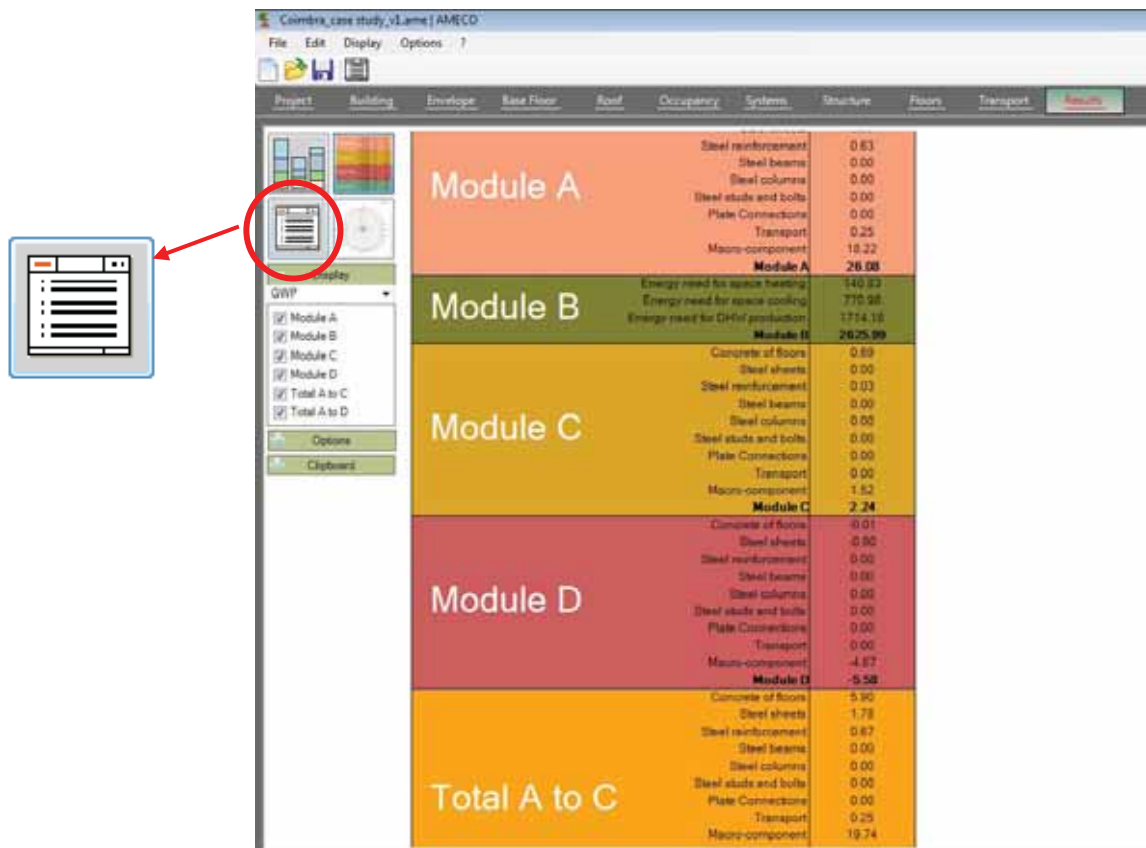 Coimbra_case study_v1.ame | AMECO
File Edit Display Options ?
Project Building Envelope Base Floor Roof Occupancy Systems Structure Floors Transport Results
Display
GWP
Module A
Module B
Module C
Module D
Total A to C
Total A to D
Options
Clipboard
Module A
Steel reinforcement 0.63
Steel beams 0.00
Steel columns 0.00
Steel studs and bolts 0.00
Plate Connections 0.00
Transport 0.25
Macro-component 18.22
Module A 26.08
Module B
Energy need for space heating 140.83
Energy need for space cooling 770.98
Energy need for DHW production 1714.18
Module B 2625.99
Module C
Concrete of floors 0.69
Steel sheets 0.00
Steel reinforcement 0.03
Steel beams 0.00
Steel columns 0.00
Steel studs and bolts 0.00
Plate Connections 0.00
Transport 0.00
Macro-component 1.52
Module C 2.24
Module D
Concrete of floors -0.01
Steel sheets
Steel reinforcement 0.00
Steel beams 0.00
Steel columns 0.00
Steel studs and bolts 0.00
Plate Connections 0.00
Transport 0.00
Macro-component -4.67
Module D
Total A to C
Concrete of floors 5.90
Steel sheets 1.78
Steel reinforcement 0.67
Steel beams 0.00
Steel columns 0.00
Steel studs and bolts 0.00
Plate Connections 0.00
Transport 0.25
Macro-component 19.74